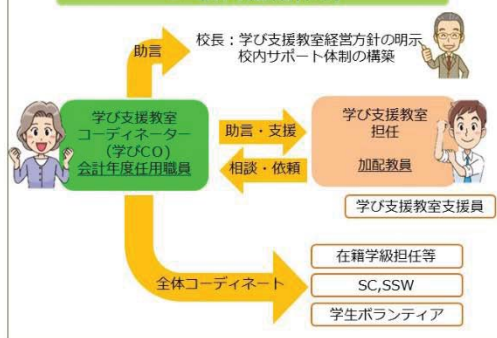 助言
校長：学び支援教室経営方針の明示
校内サポート体制の構築
学び支援教室
コーディネーター
(学びCO)
会計年度任用職員
助言・支援
相談・依頼
学び支援教室
担任
加配教員
学び支援教室支援員
全体コーディネート
在籍学級担任等
SC,SSW
学生ボランティア